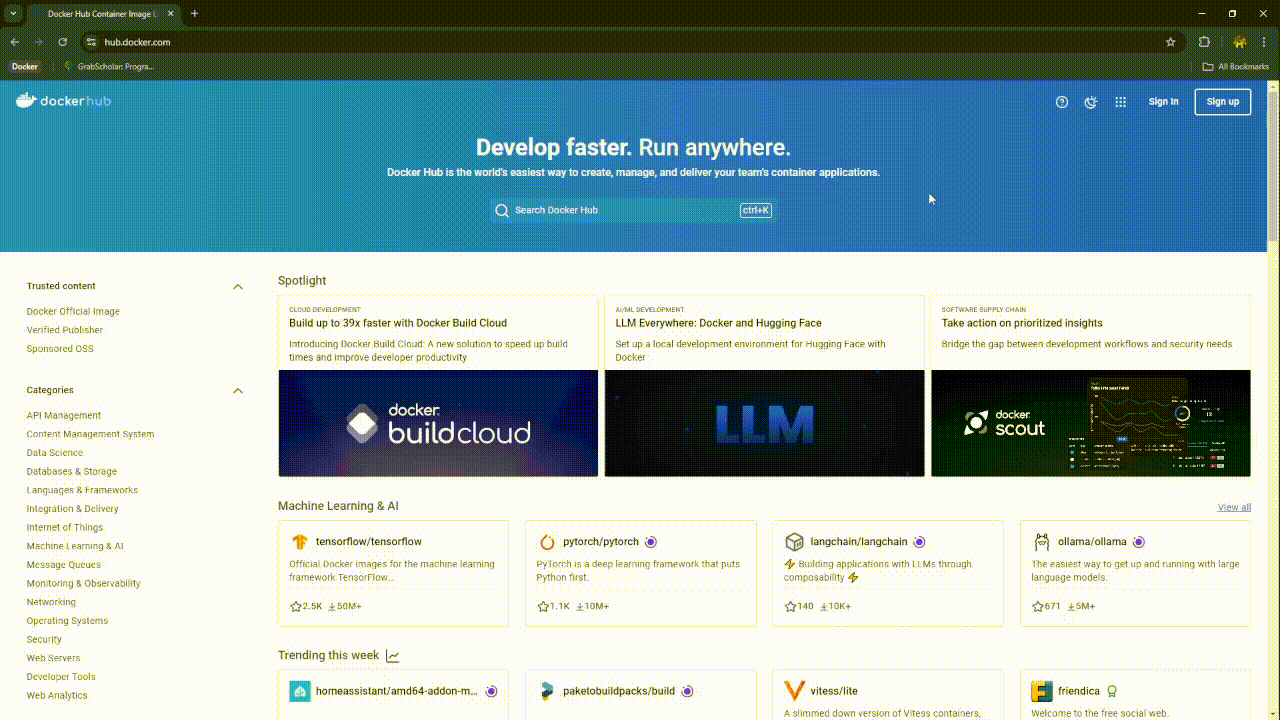 Docker Hub Container Image Li
hub.docker.com
Docker
GrabScholar: Progra...
All Bookmarks
dockerhub
Sign In
Sign up
Develop faster. Run anywhere.
Docker Hub is the world's easiest way to create, manage, and deliver your team's container applications.
Search Docker Hub
ctrl+K
Trusted content
Docker Official Image
Verified Publisher
Sponsored OSS
Categories
API Management
Content Management System
Data Science
Databases & Storage
Languages & Frameworks
Integration & Delivery
Internet of Things
Machine Learning & AI
Message Queues
Monitoring & Observability
Networking
Operating Systems
Security
Web Servers
Developer Tools
Web Analytics
Spotlight
CLOUD DEVELOPMENT
Build up to 39x faster with Docker Build Cloud
Introducing Docker Build Cloud: A new solution to speed up build
times and improve developer productivity
docker
build cloud
AI/ML DEVELOPMENT
LLM Everywhere: Docker and Hugging Face
Set up a local development environment for Hugging Face with
Docker
LLM
SOFTWARE SUPPLY CHAIN
Take action on prioritized insights
Bridge the gap between development workflows and security needs
docker
scout
Machine Learning & AI
View all
tensorflow/tensorflow
Official Docker images for the machine learning
framework TensorFlow...
2.5K 50M+
pytorch/pytorch
PyTorch is a deep learning framework that puts
Python first.
1.1K 10M+
langchain/langchain
⚡ Building applications with LLMs through
composability ⚡
140 10K+
ollama/ollama
The easiest way to get up and running with large
language models.
671 5M+
Trending this week
homeassistant/amd64-addon-m...
paketobuildpacks/build
vitess/lite
A slimmed down version of Vitess containers,
friendica
Welcome to the free social web.